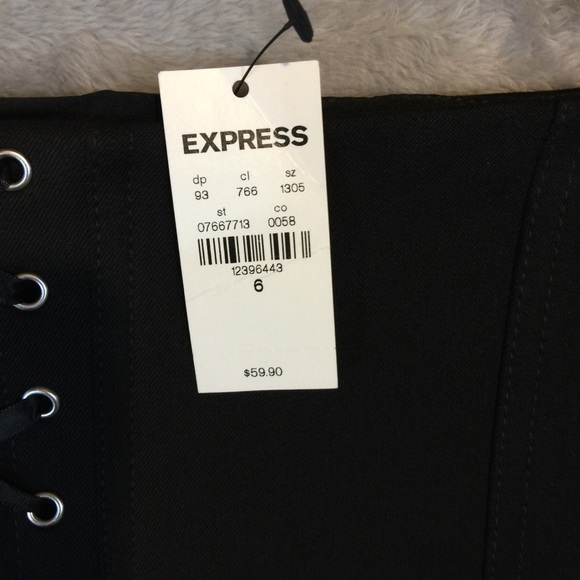 EXPRESS
dp cl sz
93 766 1305
st co
07667713 0058
12396443
6
$59.90